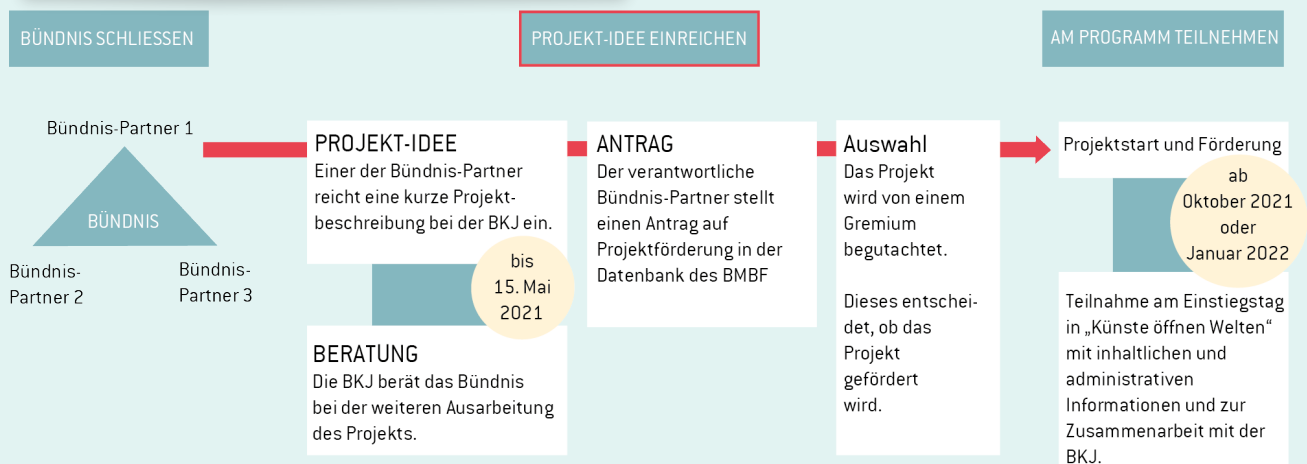 BÜNDNIS SCHLIESSEN
PROJEKT-IDEE EINREICHEN
AM PROGRAMM TEILNEHMEN
Bündnis-Partner 1
BÜNDNIS
Bündnis-
Partner 2
Bündnis-
Partner 3
PROJEKT-IDEE
Einer der Bündnis-Partner
reicht eine kurze Projekt-
beschreibung bei der BKJ ein.
bis
15. Mai
2021
BERATUNG
Die BKJ berät das Bündnis
bei der weiteren Ausarbeitung
des Projekts.
ANTRAG
Der verantwortliche
Bündnis-Partner stellt
einen Antrag auf
Projektförderung in der
Datenbank des BMBF
Auswahl
Das Projekt
wird von einem
Gremium
begutachtet.
Dieses entschei-
det, ob das
Projekt
gefördert
wird.
Projektstart und Förderung
ab
Oktober 2021
oder
Januar 2022
Teilnahme am Einstiegstag
in „Künste öffnen Welten“
mit inhaltlichen und
administrativen
Informationen und zur
Zusammenarbeit mit der
BKJ.